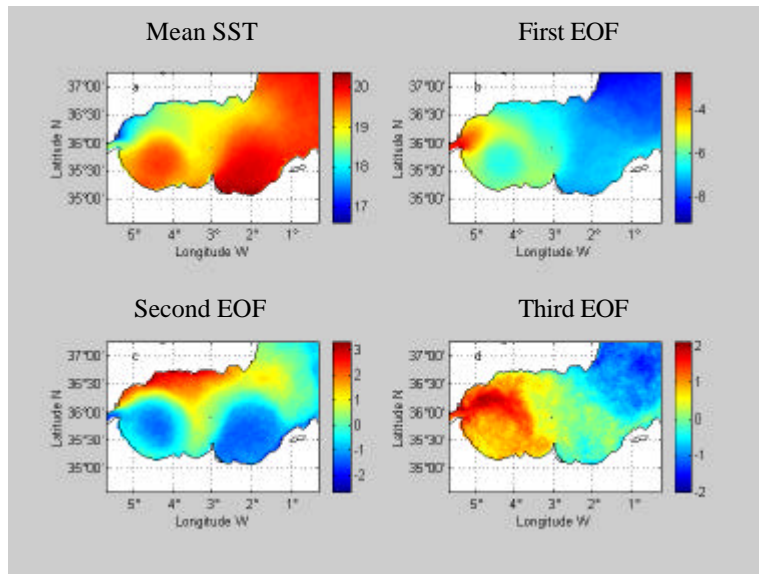 Mean SST
First EOF
a
37°00'
36°30'
36°00'
35°30'
35°00'
Latitude N
5° 4° 3° 2° 1°
Longitude W
20
19
18
17
b
37°00'
36°30'
36°00'
35°30'
35°00'
Latitude N
5° 4° 3° 2° 1°
Longitude W
-4
-6
-8
Second EOF
Third EOF
c
37°00'
36°30'
36°00'
35°30'
35°00'
Latitude N
5° 4° 3° 2° 1°
Longitude W
3
2
1
0
-1
-2
d
37°00'
36°30'
36°00'
35°30'
35°00'
Latitude N
5° 4° 3° 2° 1°
Longitude W
2
1
0
-1
-2